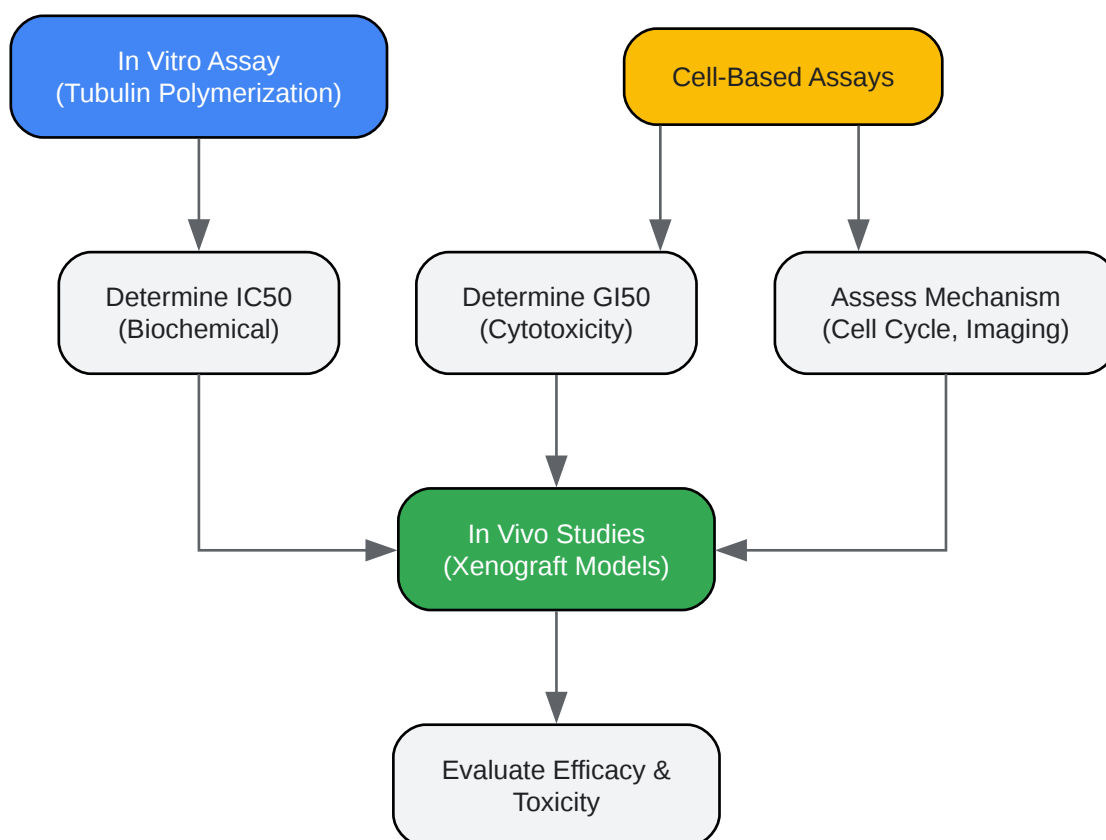 In Vitro Assay
(Tubulin Polymerization)
Cell-Based Assays
Determine IC50
(Biochemical)
Determine GI50
(Cytotoxicity)
Assess Mechanism
(Cell Cycle, Imaging)
In Vivo Studies
(Xenograft Models)
Evaluate Efficacy &
Toxicity